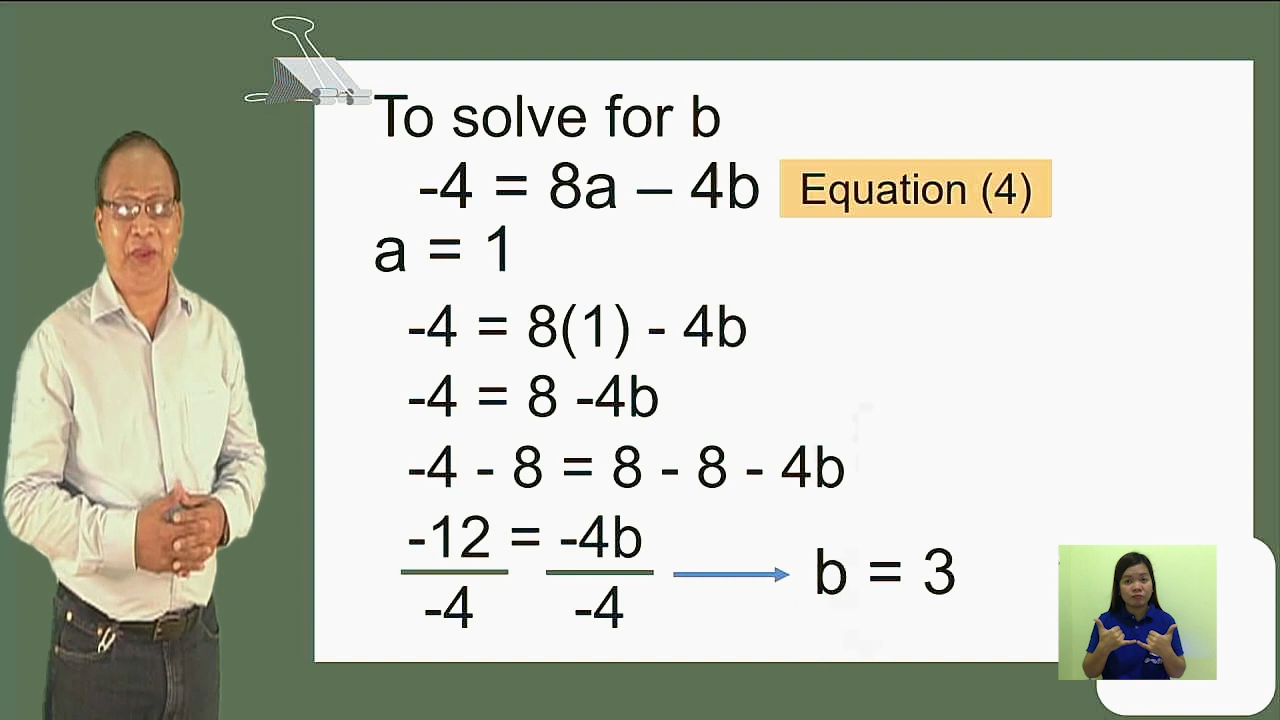 To solve for b
-4 = 8a – 4b Equation (4)
a = 1
-4 = 8(1) - 4b
-4 = 8 -4b
-4 - 8 = 8 - 8 - 4b
-12 = -4b
-4 -4 b = 3